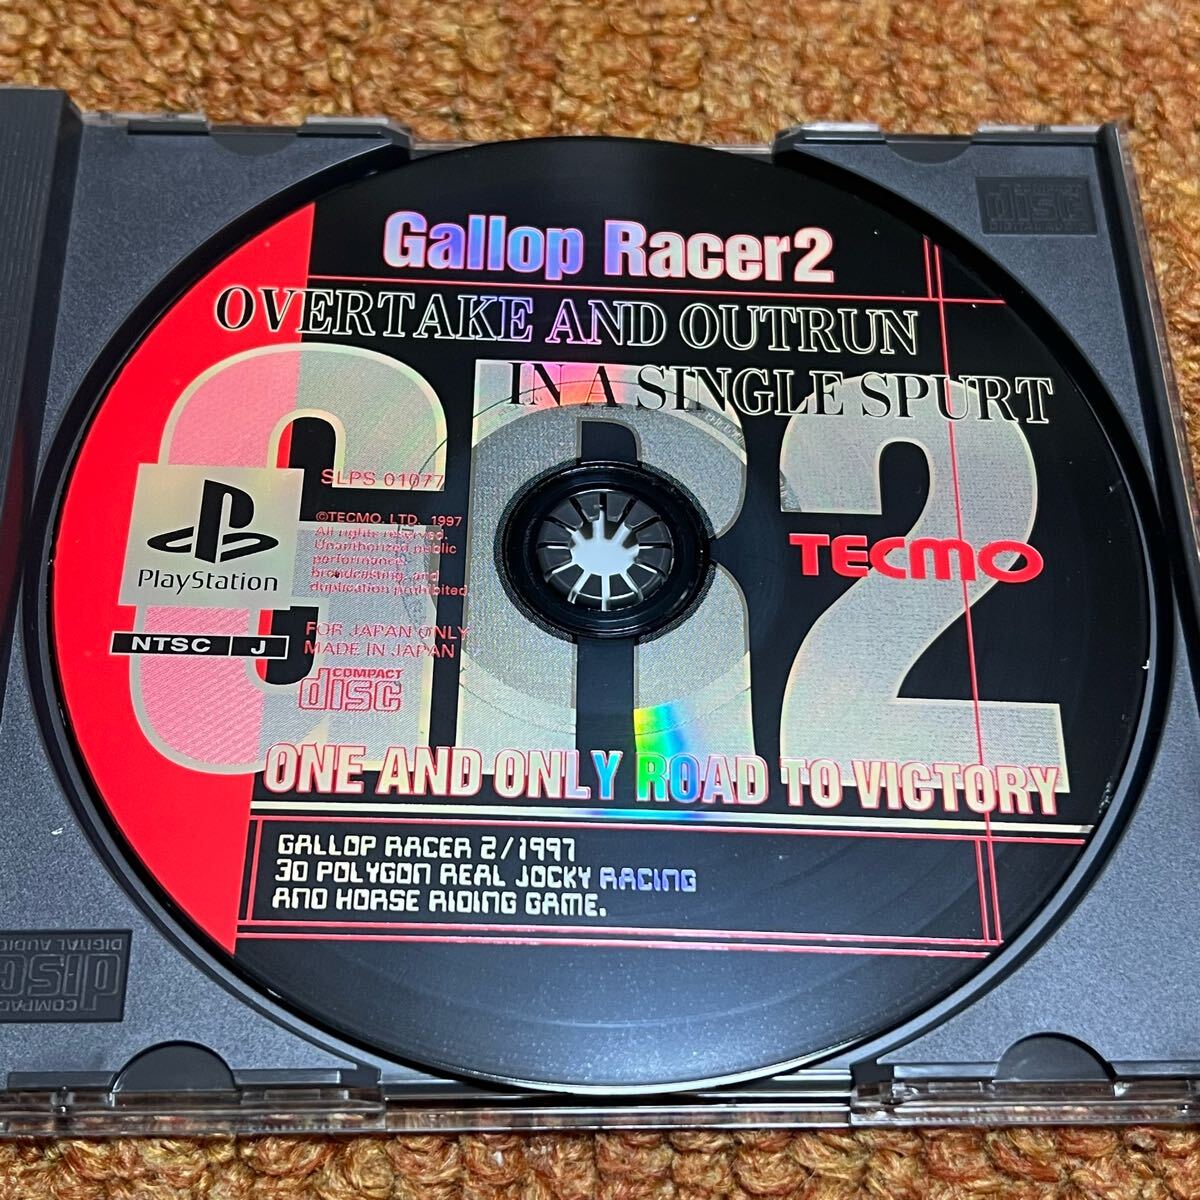 Gallop Racer2
OVERTAKE AND OUTRUN
IN A SINGLE SPURT
GR2
SLPS 01077
©TECMO, LTD. 1997
All rights reserved.
Unauthorized public
performance,
broadcasting, and
duplication prohibited
PlayStation
NTSC J
FOR JAPAN ONLY
MADE IN JAPAN
COMPACT
disc
TECMO
ONE AND ONLY ROAD TO VICTORY
GALLOP RACER 2/1997
3D POLYGON REAL JOCKY RACING
AND HORSE RIDING GAME.
disc
COMPACT
disc
DIGITAL AUDIO